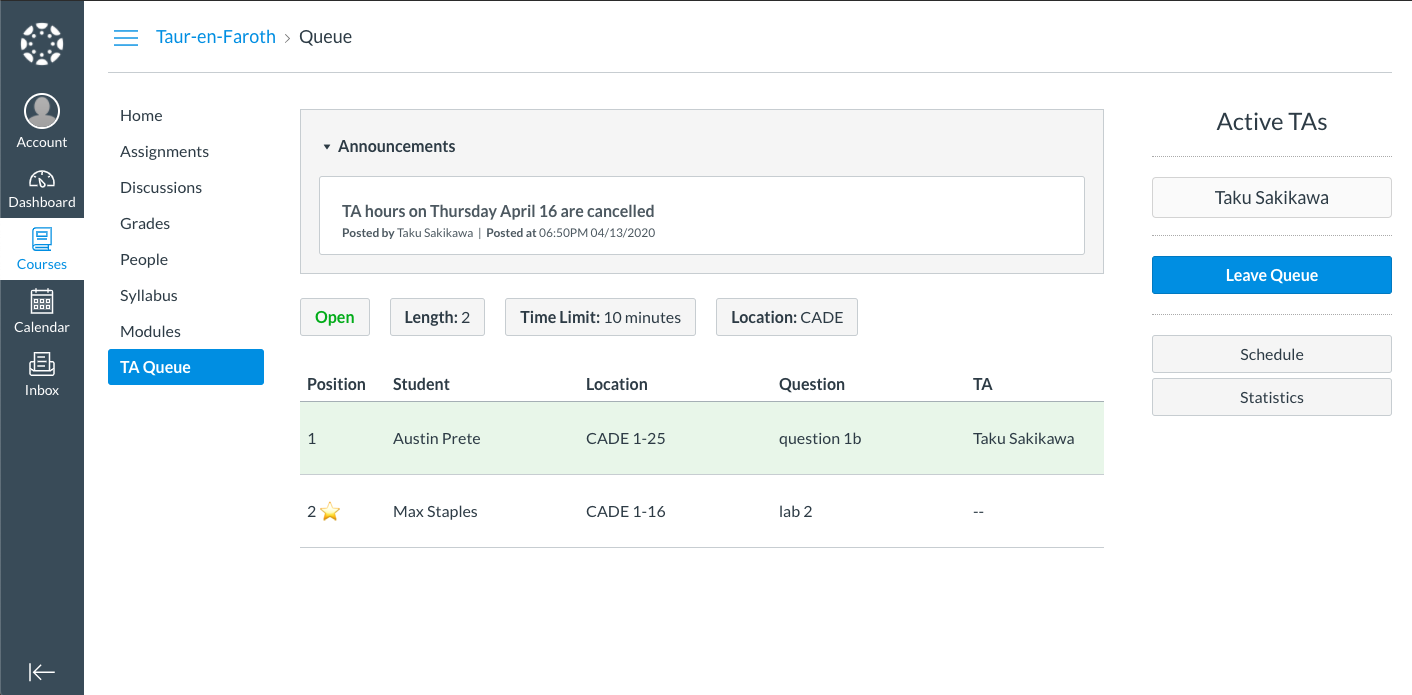 Taur-en-Faroth › Queue
Account
Dashboard
Courses
Calendar
Inbox
Home
Assignments
Discussions
Grades
People
Syllabus
Modules
TA Queue
Announcements
TA hours on Thursday April 16 are cancelled
Posted by Taku Sakikawa | Posted at 06:50PM 04/13/2020
Open
Length: 2
Time Limit: 10 minutes
Location: CADE
Position Student Location Question TA
1 Austin Prete CADE 1-25 question 1b Taku Sakikawa
2 Max Staples CADE 1-16 lab 2 --
Active TAs
Taku Sakikawa
Leave Queue
Schedule
Statistics